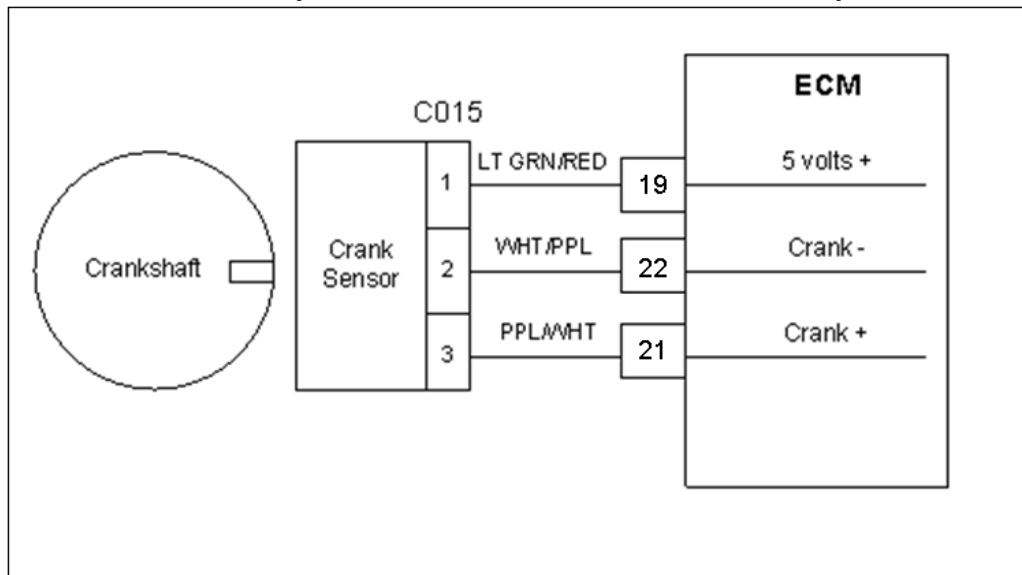 ECM
C015
LT GRN/RED
5 volts +
1
19
Crankshaft
Crank
Sensor
WHT/PPL
Crank -
2
22
PPL/WHT
Crank +
3
21